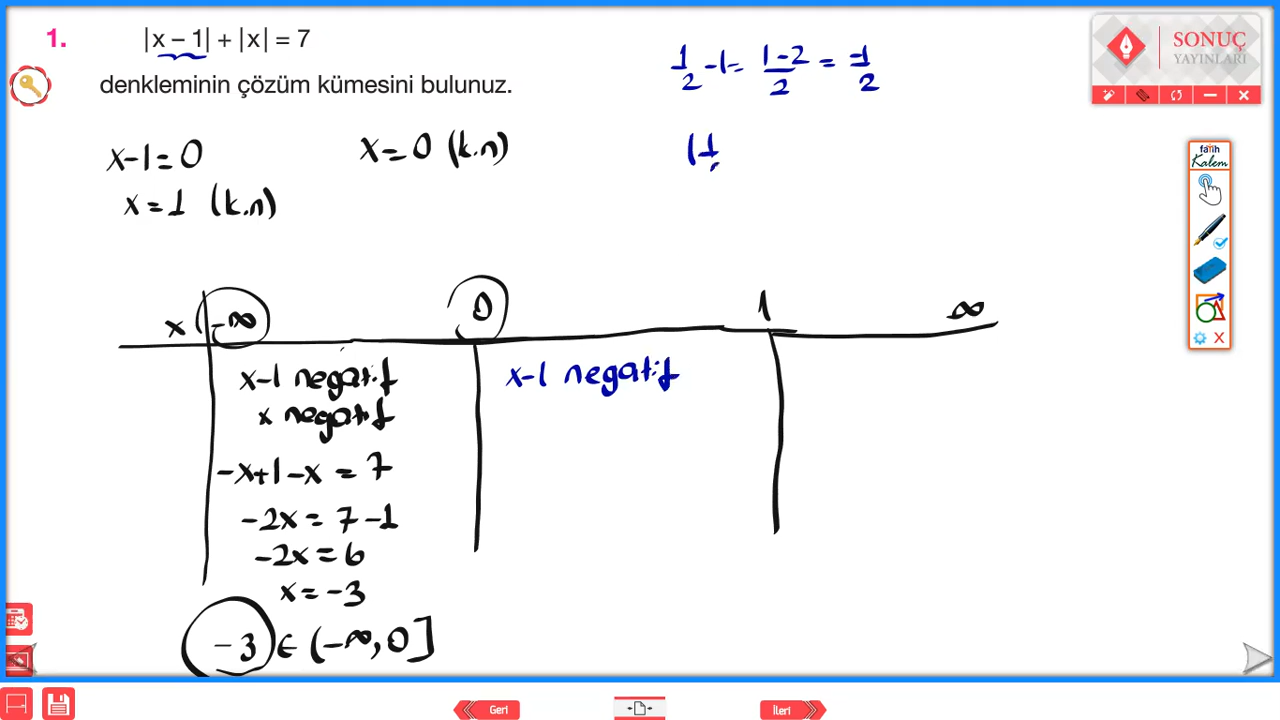 1.
|x – 1| + |x| = 7
denkleminin çözüm kümesini bulunuz.
1/2 -1= 1-2/2 = -1/2
SONUÇ
YAYINLARI
x-1=0
x=1 (k.n)
x=0 (k.n)
fatih
Kalem
x -∞ 0 1 ∞
x-1 negatif
x negatif
-x+1-x = 7
-2x = 7-1
-2x = 6
x = -3
-3 ∈ (-∞,0]
x-1 negatif
Geri
İleri